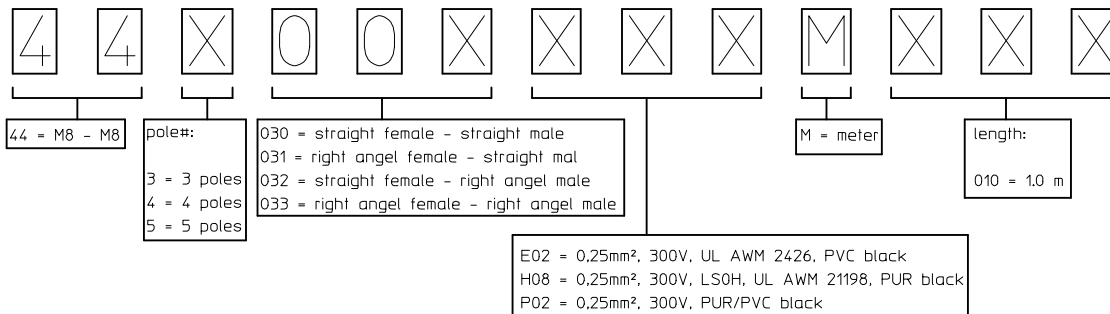 4 4 X 0 0 X X X X M X X X
44 = M8 - M8
pole#:
3 = 3 poles
4 = 4 poles
5 = 5 poles
030 = straight female - straight male
031 = right angel female - straight mal
032 = straight female - right angel male
033 = right angel female - right angel male
E02 = 0,25mm², 300V, UL AWM 2426, PVC black
H08 = 0,25mm², 300V, LS0H, UL AWM 21198, PUR black
P02 = 0,25mm², 300V, PUR/PVC black
M = meter
length:
010 = 1.0 m